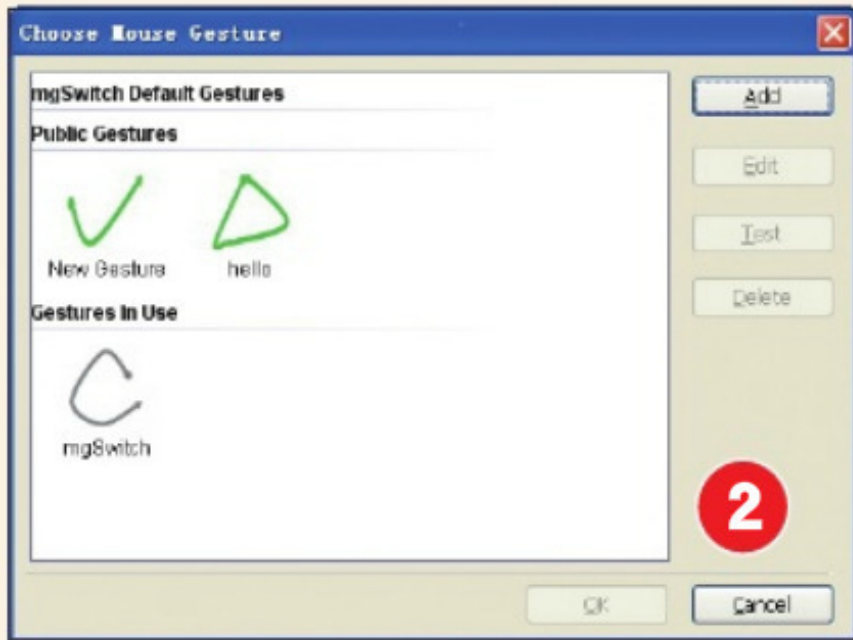 Choose Mouse Gesture
mgSwitch Default Gestures
Public Gestures
New Gesture
hello
Gestures In Use
mgSwitch
Add
Edit
Test
Delete
2
OK
Cancel